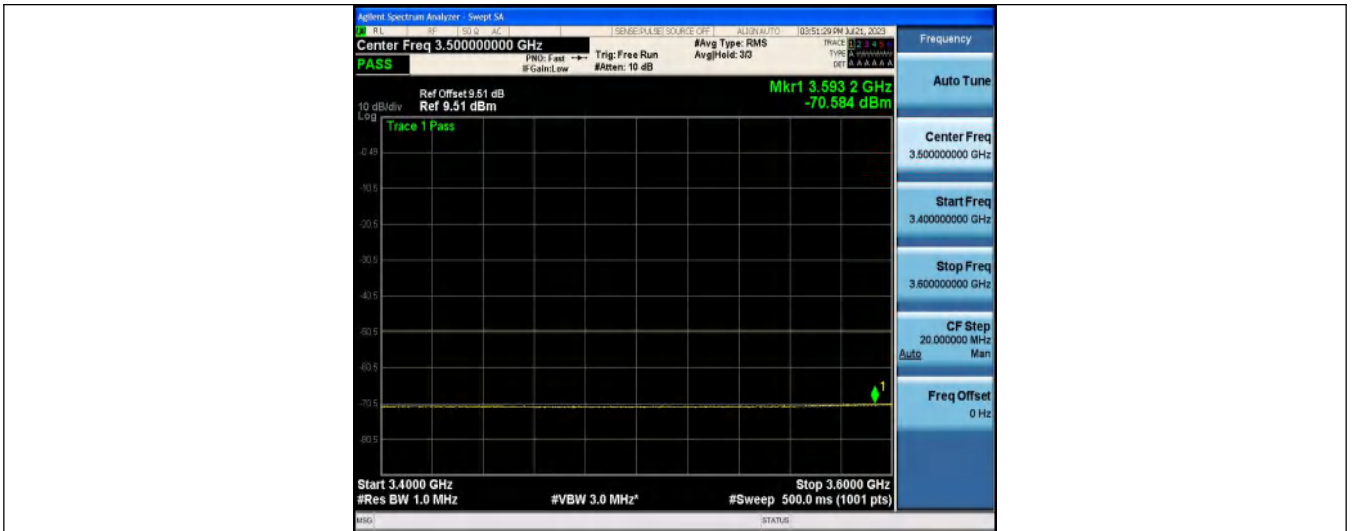 Agilent Spectrum Analyzer - Swept SA
RL RF 50 Ω AC SENSE:PULSE SOURCE OFF ALIGN AUTO 03:51:29 PM Jul 21, 2023
Center Freq 3.500000000 GHz
#Avg Type: RMS
TRACE 1 2 3 4 5 6
PASS
PNO: Fast
Trig: Free Run
Avg|Hold: 3/3
TYPE A
IFGain:Low
#Atten: 10 dB
DET A A A A A A
Mkr1 3.593 2 GHz
-70.584 dBm
Ref Offset 9.51 dB
10 dB/div Ref 9.51 dBm
Log
Trace 1 Pass
-0.49
-10.5
-20.5
-30.5
-40.5
-50.5
-60.5
1
-70.5
-80.5
Start 3.4000 GHz Stop 3.6000 GHz
#Res BW 1.0 MHz #VBW 3.0 MHz* #Sweep 500.0 ms (1001 pts)
MSG STATUS
Frequency
Auto Tune
Center Freq
3.500000000 GHz
Start Freq
3.400000000 GHz
Stop Freq
3.600000000 GHz
CF Step
20.000000 MHz
Auto Man
Freq Offset
0 Hz